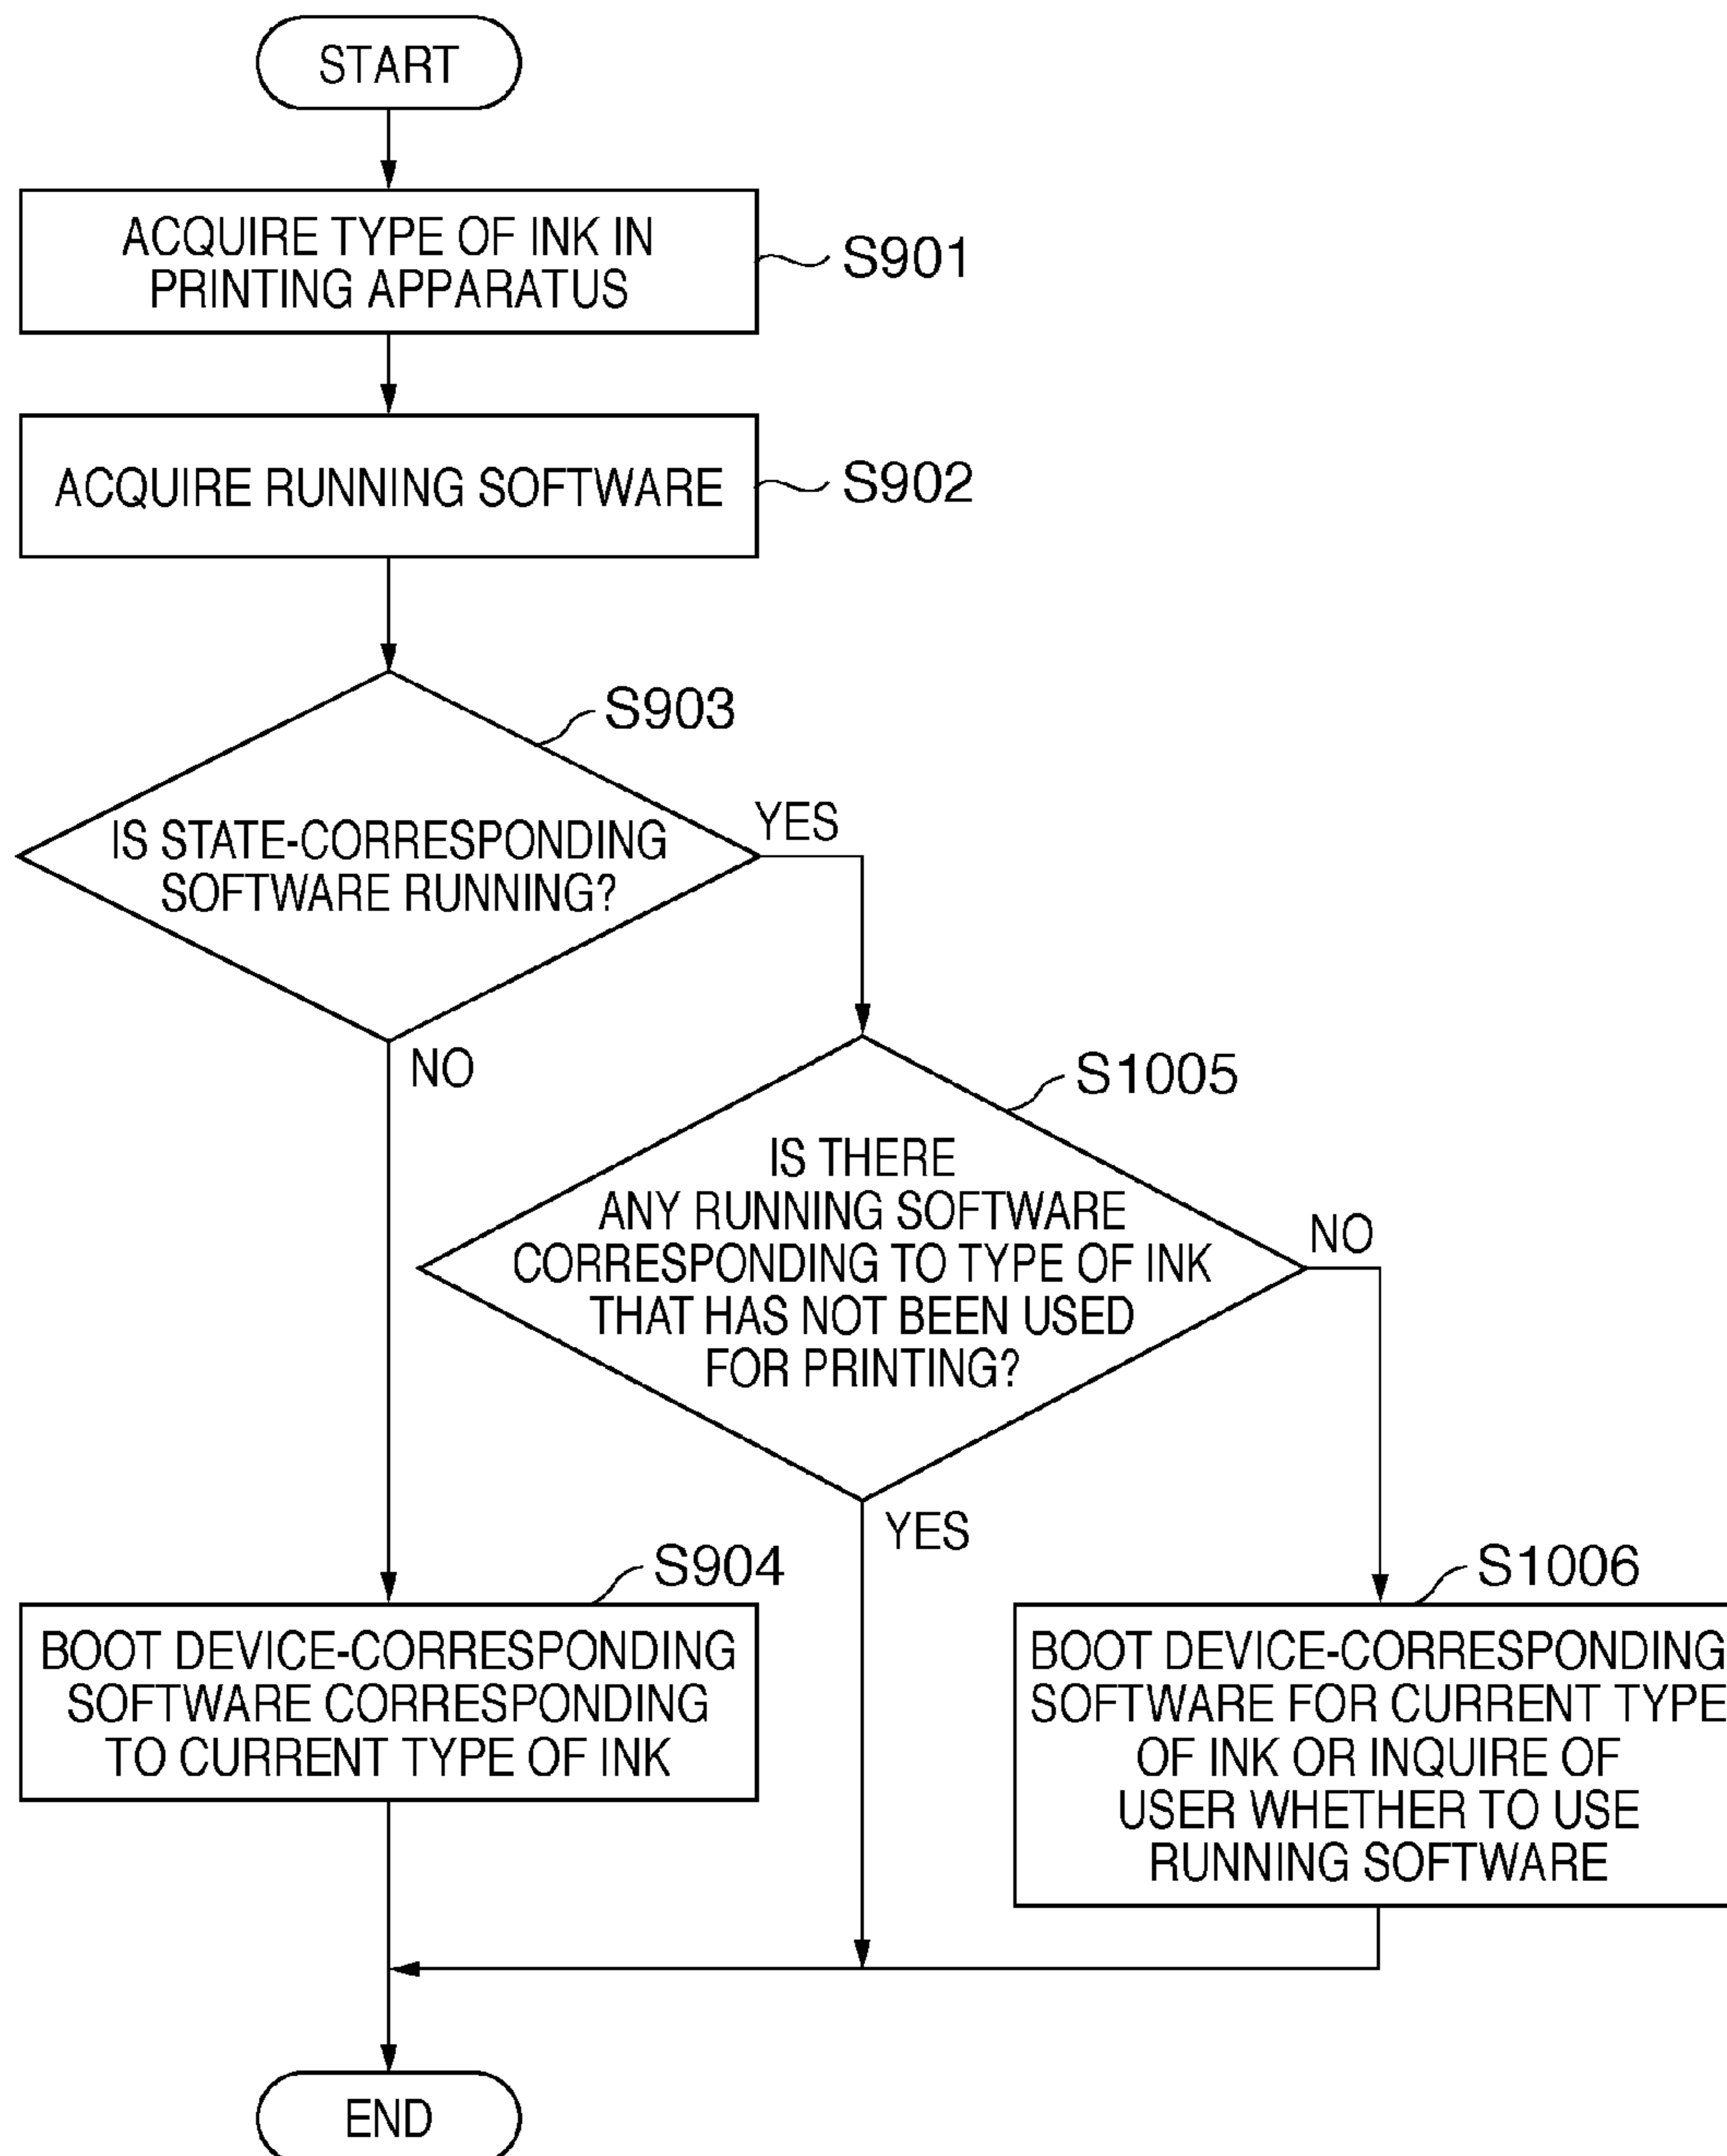 START
ACQUIRE TYPE OF INK IN
PRINTING APPARATUS
S901
ACQUIRE RUNNING SOFTWARE
S902
S903
IS STATE-CORRESPONDING
SOFTWARE RUNNING?
YES
NO
S1005
IS THERE
ANY RUNNING SOFTWARE
CORRESPONDING TO TYPE OF INK
THAT HAS NOT BEEN USED
FOR PRINTING?
NO
YES
S904
BOOT DEVICE-CORRESPONDING
SOFTWARE CORRESPONDING
TO CURRENT TYPE OF INK
S1006
BOOT DEVICE-CORRESPONDING
SOFTWARE FOR CURRENT TYPE
OF INK OR INQUIRE OF
USER WHETHER TO USE
RUNNING SOFTWARE
END